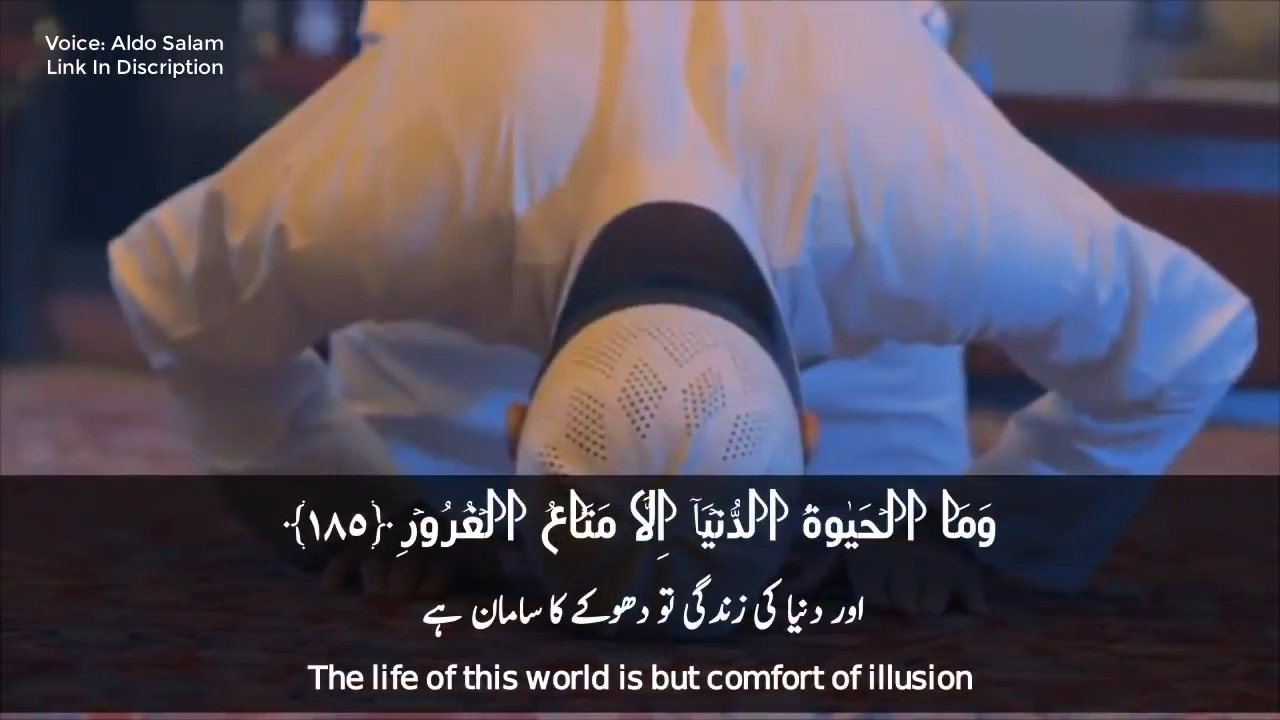 Voice: Aldo Salam
Link In Discription
وَمَا الْحَيٰوةُ الدُّنْيَآ اِلَّا مَتَاعُ الْغُرُوْرِ ﴿۱۸۵﴾
اور دنیا کی زندگی تو دھوکے کا سامان ہے
The life of this world is but comfort of illusion